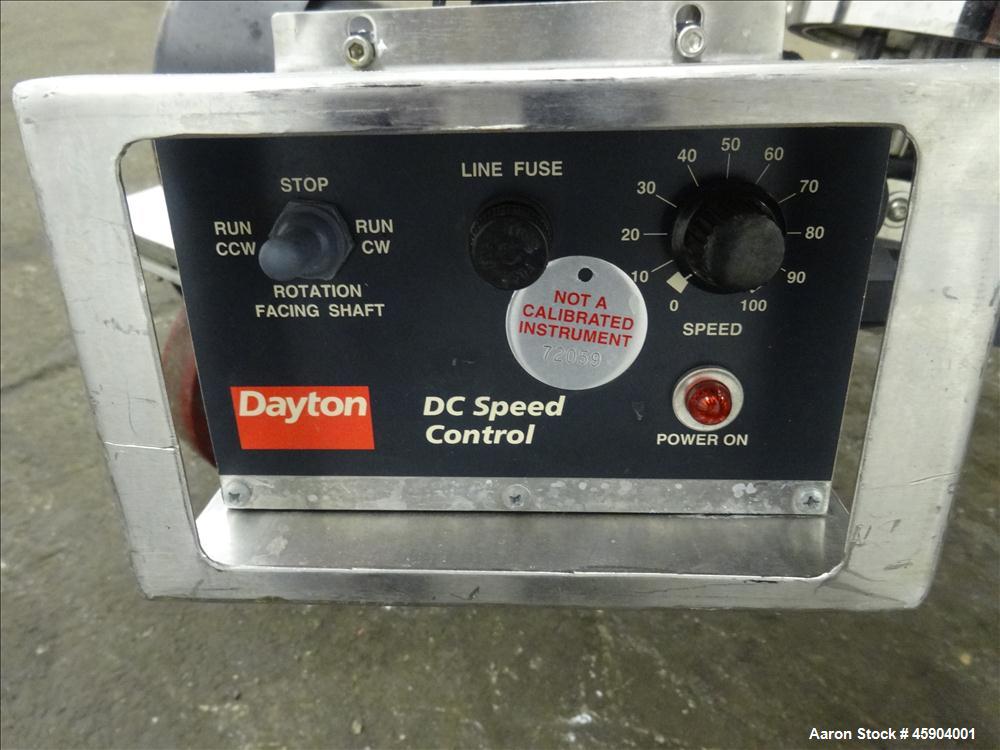 STOP
RUN
CCW
RUN
CW
ROTATION
FACING SHAFT
LINE FUSE
0
10
20
30
40
50
60
70
80
90
100
SPEED
NOT A
CALIBRATED
INSTRUMENT
72059
Dayton
DC Speed
Control
POWER ON
Aaron Stock # 45904001